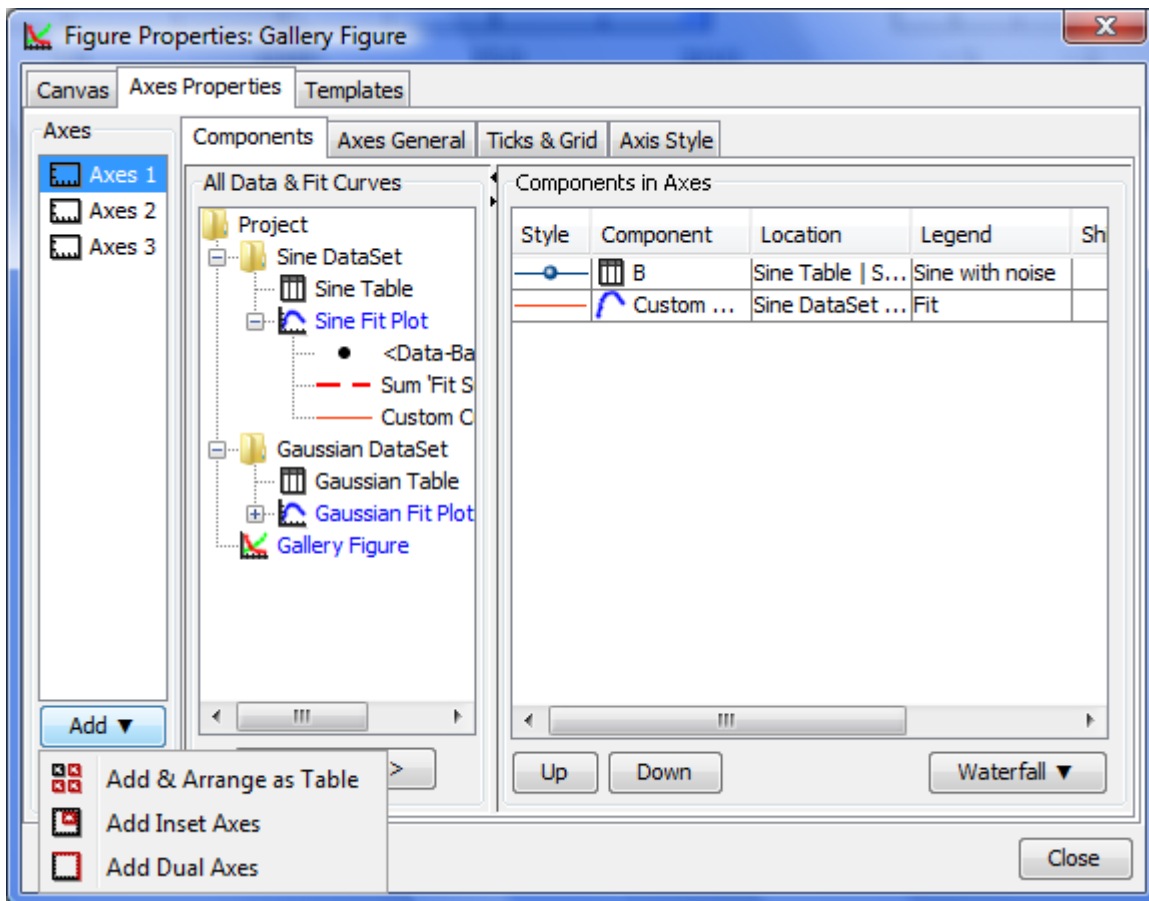 Figure Properties: Gallery Figure
x
Canvas Axes Properties Templates
Axes
Axes 1
Axes 2
Axes 3
Add ▼
Components Axes General Ticks & Grid Axis Style
All Data & Fit Curves
Project
Sine DataSet
Sine Table
Sine Fit Plot
<Data-Ba
Sum 'Fit S
Custom C
Gaussian DataSet
Gaussian Table
Gaussian Fit Plot
Gallery Figure
>
Components in Axes
Style Component Location Legend Shi
B Sine Table | S... Sine with noise
Custom ... Sine DataSet ... Fit
Up Down Waterfall ▼
Add & Arrange as Table
Add Inset Axes
Add Dual Axes
Close